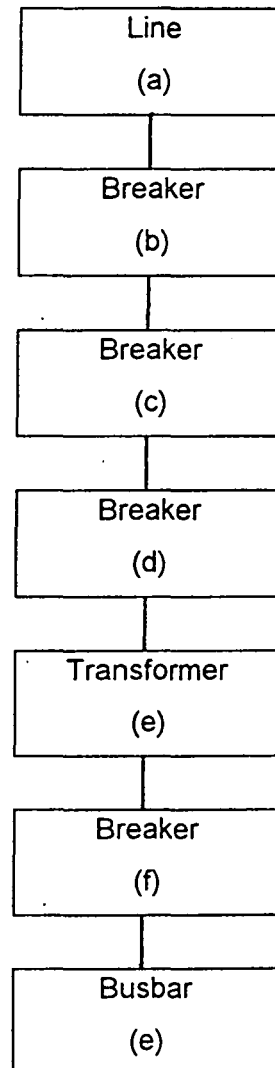 Line
(a)
Breaker
(b)
Breaker
(c)
Breaker
(d)
Transformer
(e)
Breaker
(f)
Busbar
(e)